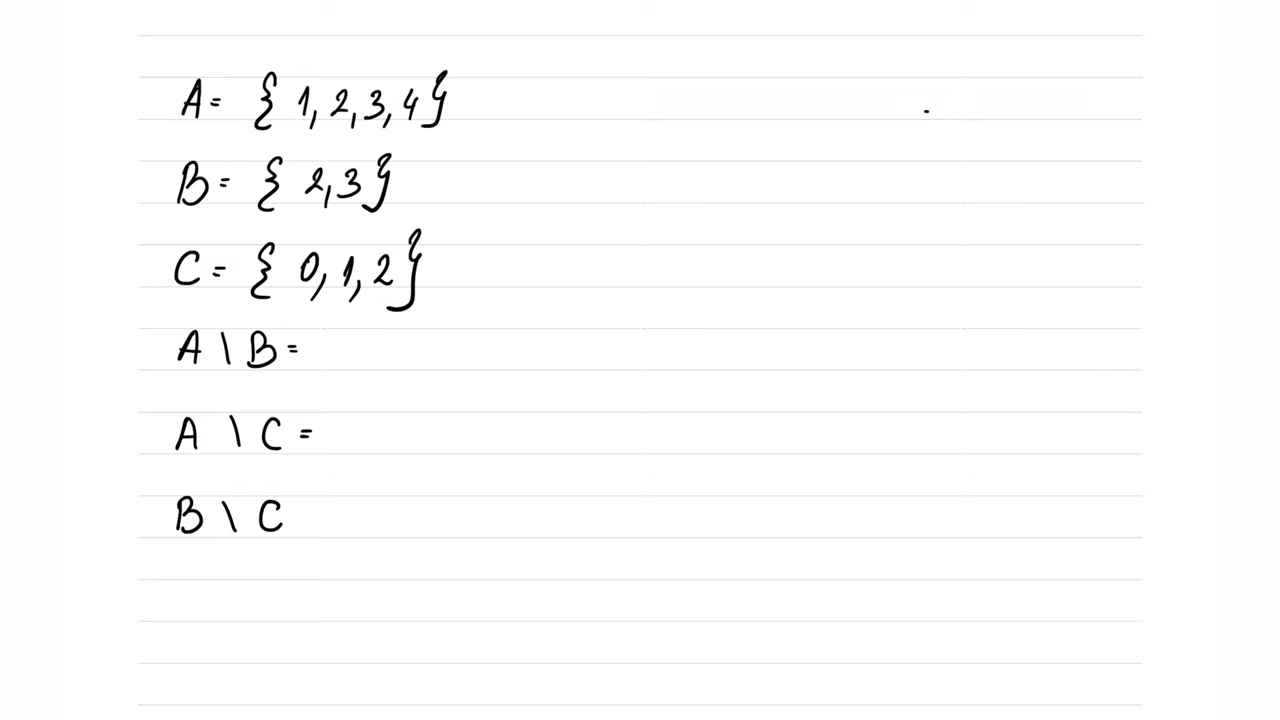 A = { 1, 2, 3, 4 }
B = { 2, 3 }
C = { 0, 1, 2 }
A \ B =
A \ C =
B \ C